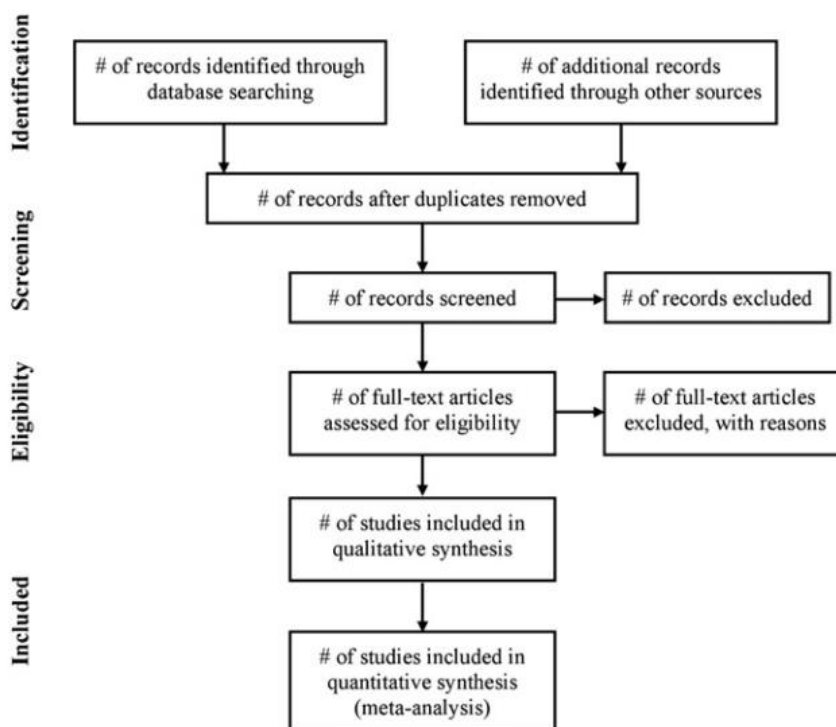 Identification
# of records identified through
database searching
# of additional records
identified through other sources
# of records after duplicates removed
Screening
# of records screened
# of records excluded
Eligibility
# of full-text articles
assessed for eligibility
# of full-text articles
excluded, with reasons
Included
# of studies included in
qualitative synthesis
# of studies included in
quantitative synthesis
(meta-analysis)